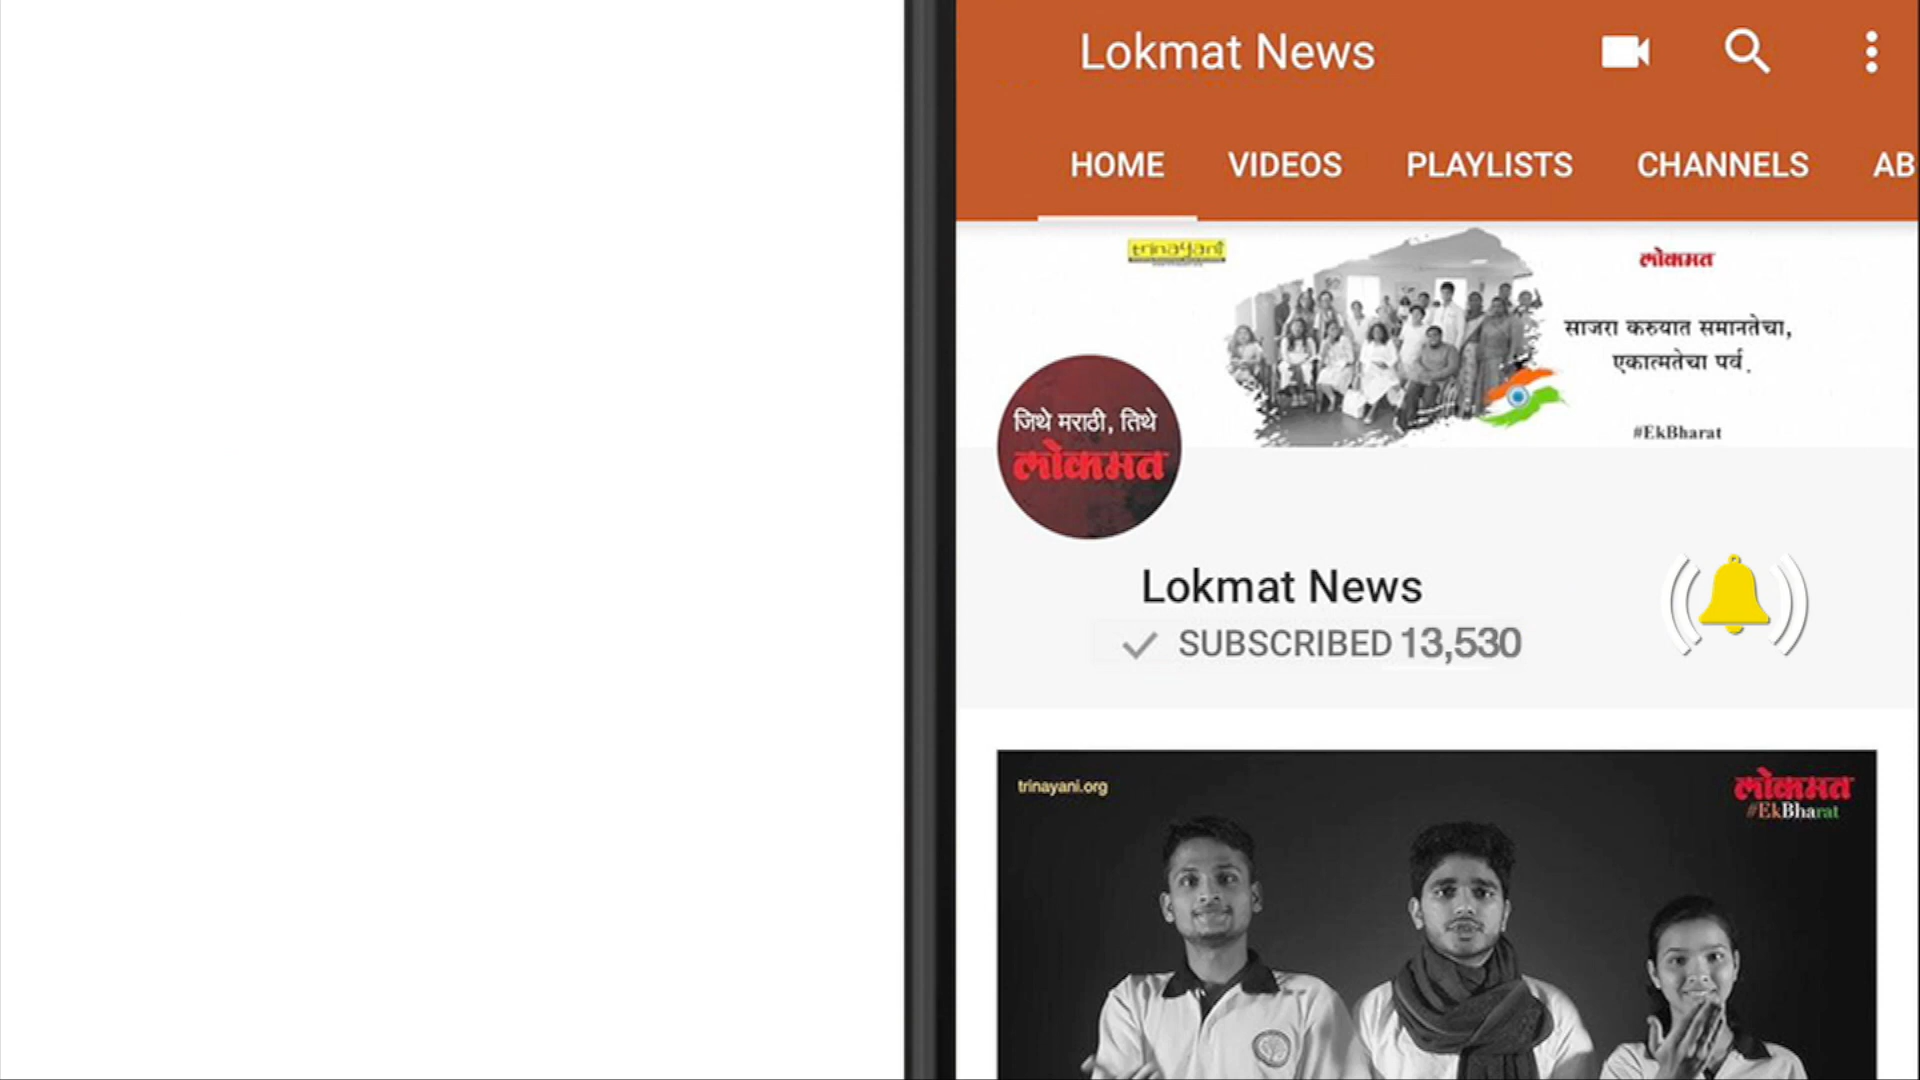 Lokmat News
HOME VIDEOS PLAYLISTS CHANNELS AB
trinayani
लोकमत
साजरा करुयात समानतेचा,
एकात्मतेचा पर्व.
#EkBharat
जिथे मराठी, तिथे
लोकमत
Lokmat News
SUBSCRIBED 13,530
trinayani.org
लोकमत
#EkBharat